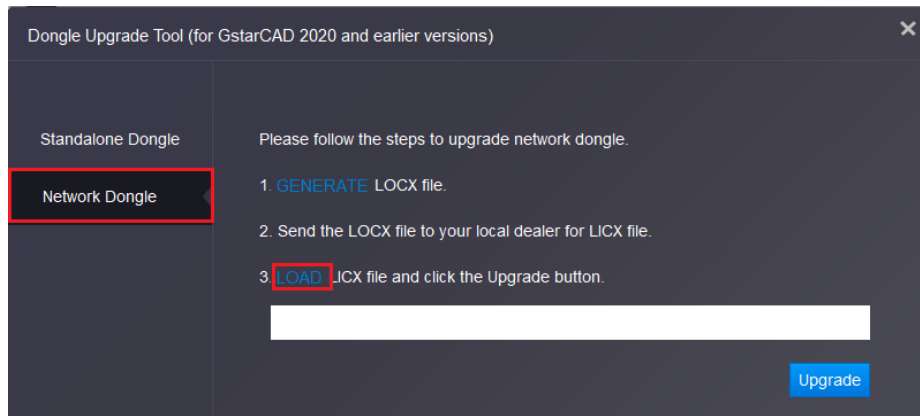 Dongle Upgrade Tool (for GstarCAD 2020 and earlier versions)
Standalone Dongle
Network Dongle
Please follow the steps to upgrade network dongle.
1. GENERATE LOCX file.
2. Send the LOCX file to your local dealer for LICX file.
3. LOAD LICX file and click the Upgrade button.
Upgrade